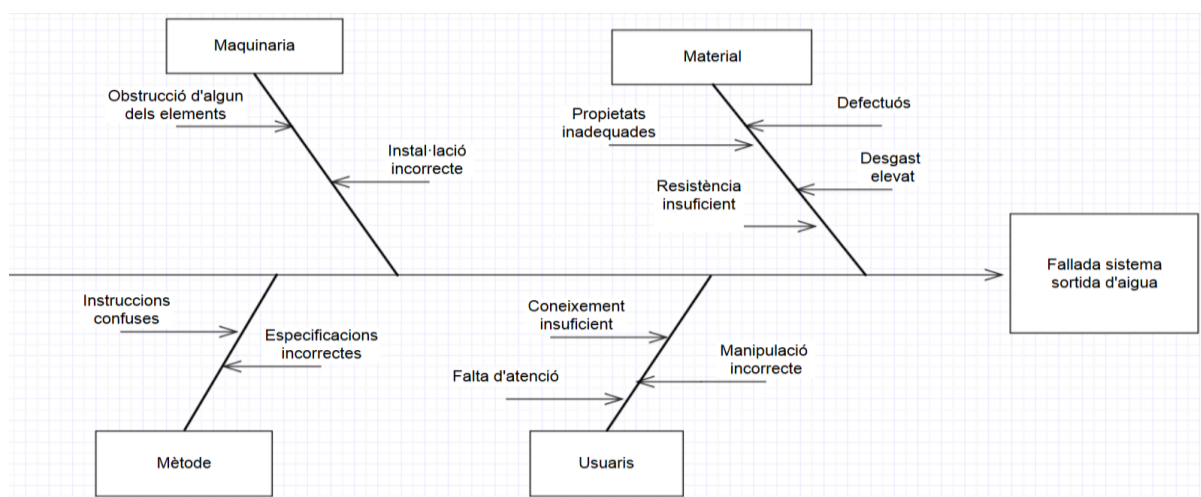 Maquinaria
Material
Obstrucció d'algun
dels elements
Instal·lació
incorrecte
Propietats
inadequades
Defectuós
Desgast
elevat
Resistència
insuficient
Fallada sistema
sortida d'aigua
Instruccions
confuses
Especificacions
incorrectes
Coneixement
insuficient
Manipulació
incorrecte
Falta d'atenció
Mètode
Usuaris